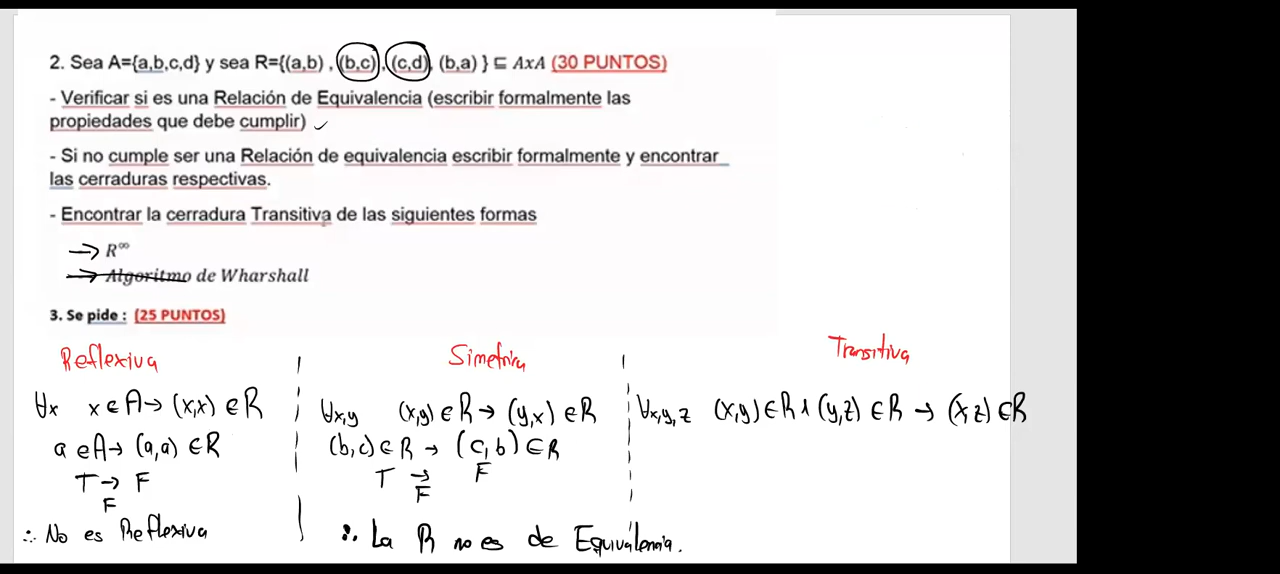 2. Sea A={a,b,c,d} y sea R={(a,b) , (b,c), (c,d), (b,a) } ⊑ AxA (30 PUNTOS)
- Verificar si es una Relación de Equivalencia (escribir formalmente las
propiedades que debe cumplir) ✓
- Si no cumple ser una Relación de equivalencia escribir formalmente y encontrar
las cerraduras respectivas.
- Encontrar la cerradura Transitiva de las siguientes formas
→ R∞
→ Algoritmo de Wharshall
3. Se pide : (25 PUNTOS)
Reflexiva
∀x x ∈ A → (x,x) ∈ R
a ∈ A → (a,a) ∈ R
T → F
F
∴ No es Reflexiva
Simetrica
∀x,y (x,y) ∈ R → (y,x) ∈ R
(b,c) ∈ R → (c,b) ∈ R
T → F
F
∴ La R no es de Equivalencia.
Transitiva
∀x,y,z (x,y) ∈ R ∧ (y,z) ∈ R → (x,z) ∈ R